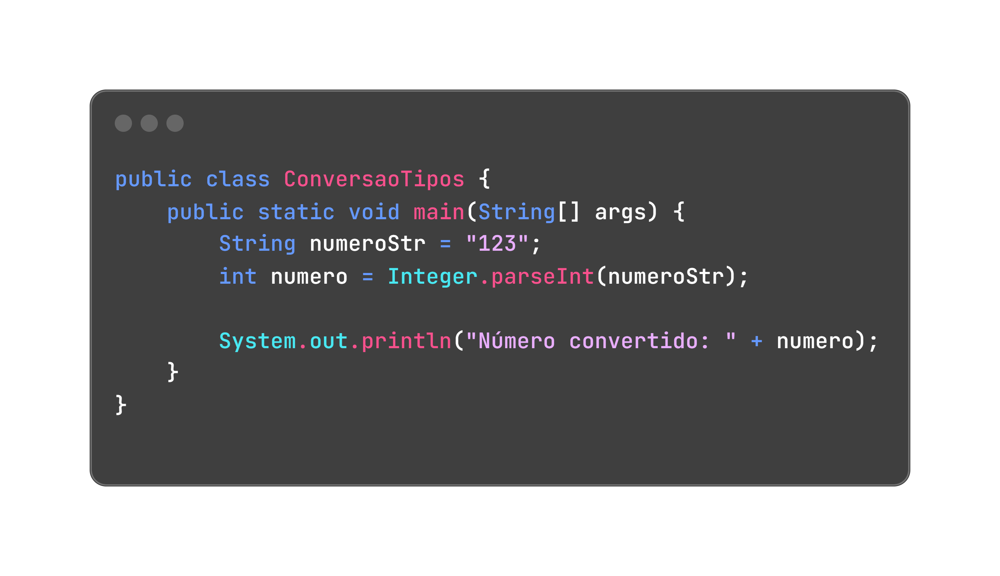 public class ConversaoTipos {
    public static void main(String[] args) {
        String numeroStr = "123";
        int numero = Integer.parseInt(numeroStr);

        System.out.println("Número convertido: " + numero);
    }
}